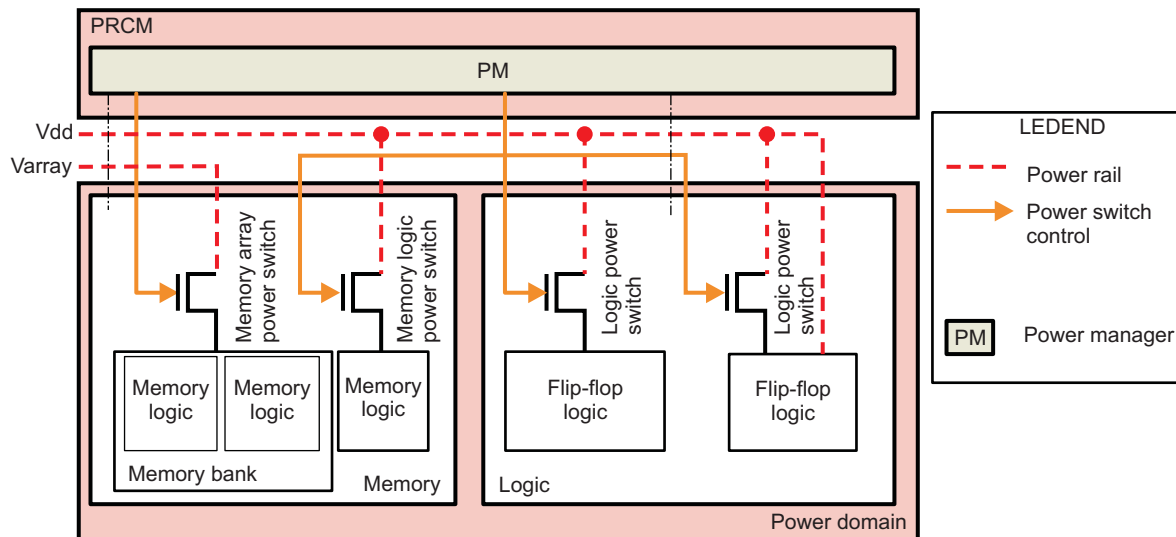 PRCM
PM
Vdd
Varray
LEDEND
Power rail
Power switch
control
PM
Power manager
Memory array
power switch
Memory logic
power switch
Logic power
switch
Logic power
switch
Memory
logic
Memory
logic
Memory
logic
Flip-flop
logic
Flip-flop
logic
Memory bank
Memory
Logic
Power domain